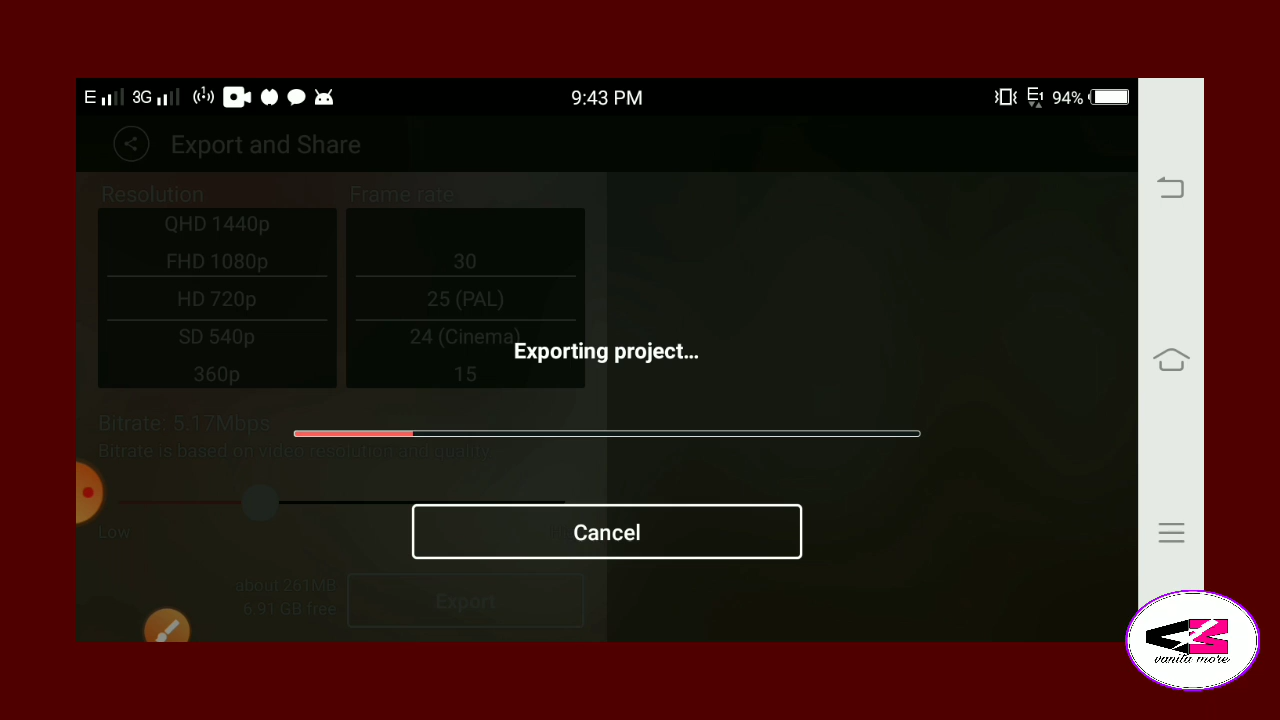 E 3G 9:43 PM E1 94%
Export and Share
Resolution Frame rate
QHD 1440p
FHD 1080p 30
HD 720p 25 (PAL)
SD 540p 24 (Cinema)
Exporting project...
360p 15
Bitrate: 5.17Mbps
Bitrate is based on video resolution and quality.
Low
Cancel
about 261MB
6.91 GB free
Export
vanita more